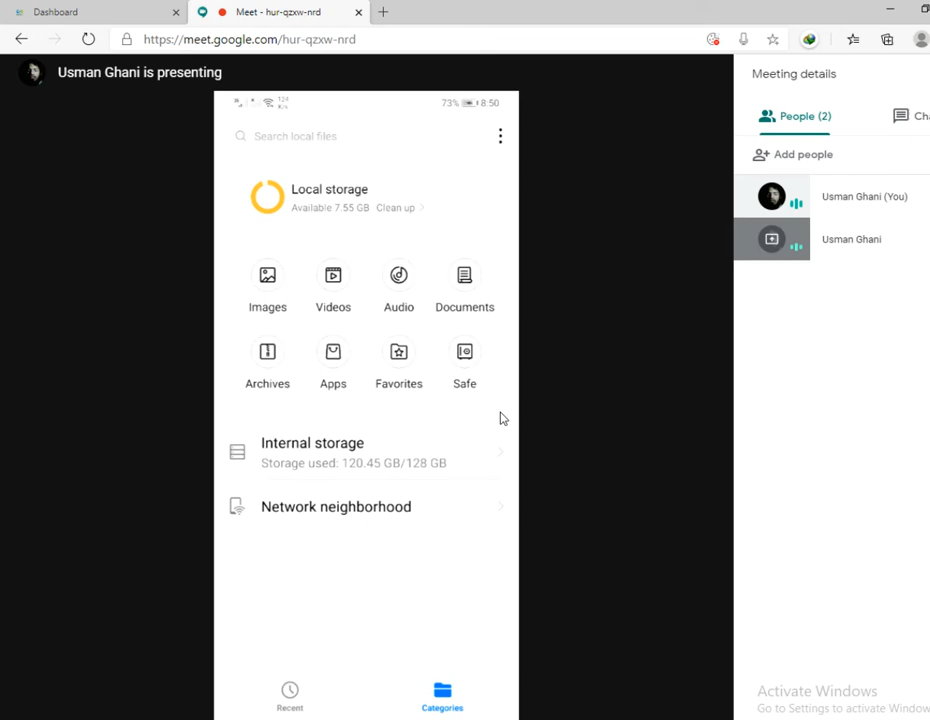 Dashboard
Meet - hur-qzxw-nrd
https://meet.google.com/hur-qzxw-nrd
Usman Ghani is presenting
124
K/s
73% 8:50
Search local files
Local storage
Available 7.55 GB Clean up
Images Videos Audio Documents
Archives Apps Favorites Safe
Internal storage
Storage used: 120.45 GB/128 GB
Network neighborhood
Recent Categories
Meeting details
People (2)
Cha
Add people
Usman Ghani (You)
Usman Ghani
Activate Windows
Go to Settings to activate Window